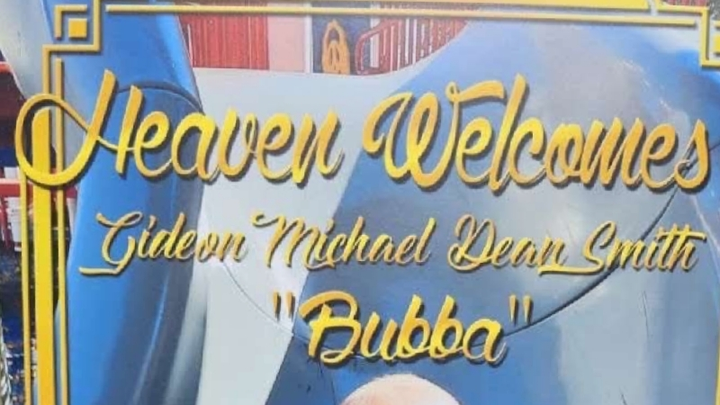 Heaven Welcomes
Gideon Michael Dean Smith
"Bubba"